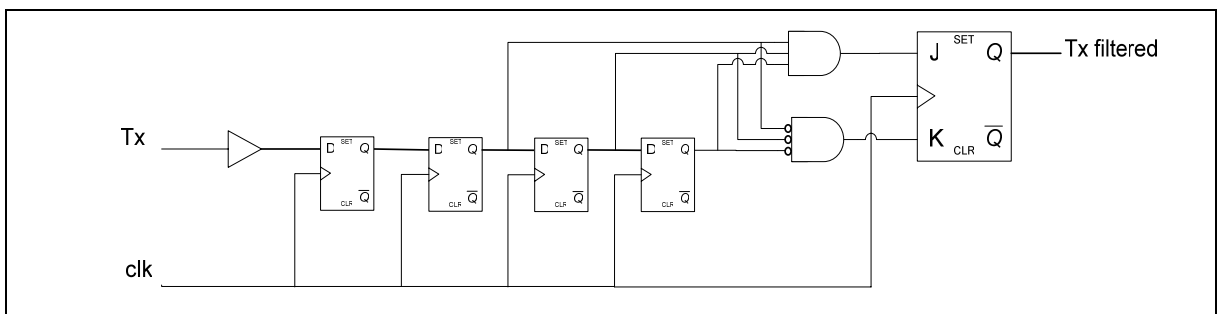 SET
J Q
Tx filtered
Tx
D SET Q
D SET Q
D SET Q
D SET Q
K Q
CLR
Q
CLR
Q
CLR
Q
CLR
Q
CLR
clk